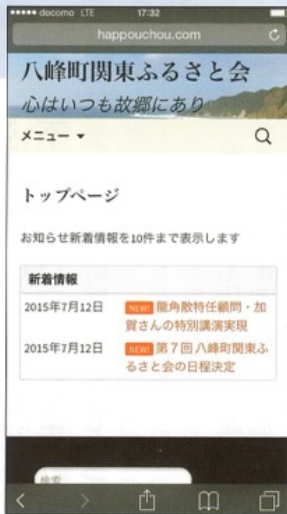 docomo LTE 17:32
happouchou.com
八峰町関東ふるさと会
心はいつも故郷にあり
メニュー ▼
トップページ
お知らせ新着情報を10件まで表示します
新着情報
2015年7月12日 NEW! 龍角散特任顧問・加
賀さんの特別講演実現
2015年7月12日 NEW! 第7回八峰町関東ふ
るさと会の日程決定
検索